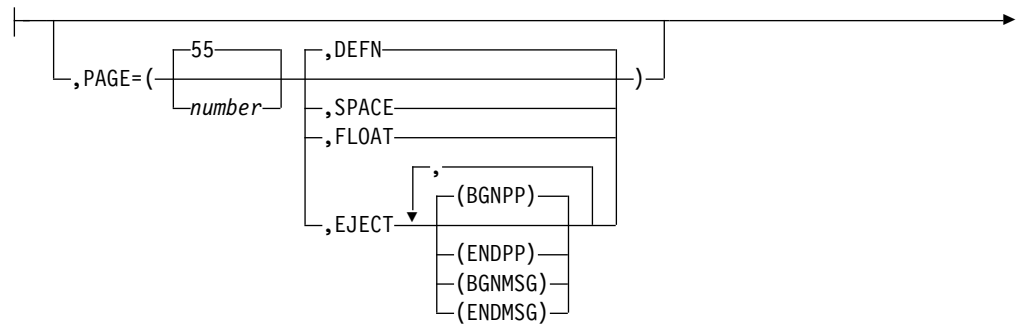 55
,DEFN
,PAGE=( )
number
,SPACE
,FLOAT
,
(BGNPP)
,EJECT
(ENDPP)
(BGNMSG)
(ENDMSG)